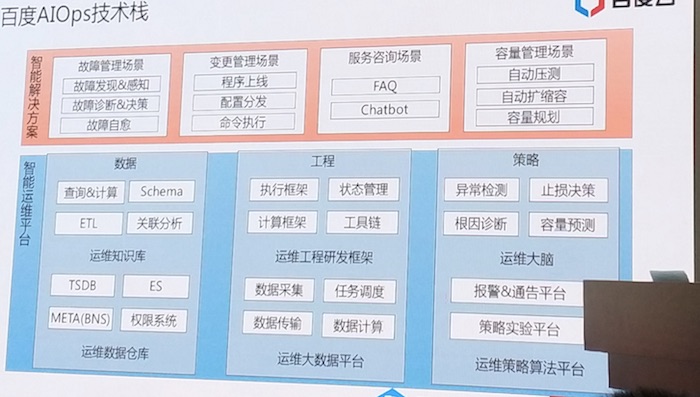 百度AIOps技术栈
百度云
智能解决方案
故障管理场景
故障发现&感知
故障诊断&决策
故障自愈
变更管理场景
程序上线
配置分发
命令执行
服务咨询场景
FAQ
Chatbot
容量管理场景
自动压测
自动扩缩容
容量规划
智能运维平台
数据
查询&计算 Schema
ETL 关联分析
运维知识库
TSDB ES
META(BNS) 权限系统
运维数据仓库
工程
执行框架 状态管理
计算框架 工具链
运维工程研发框架
数据采集 任务调度
数据传输 数据计算
运维大数据平台
策略
异常检测 止损决策
根因诊断 容量预测
运维大脑
报警&通告平台
策略实验平台
运维策略算法平台